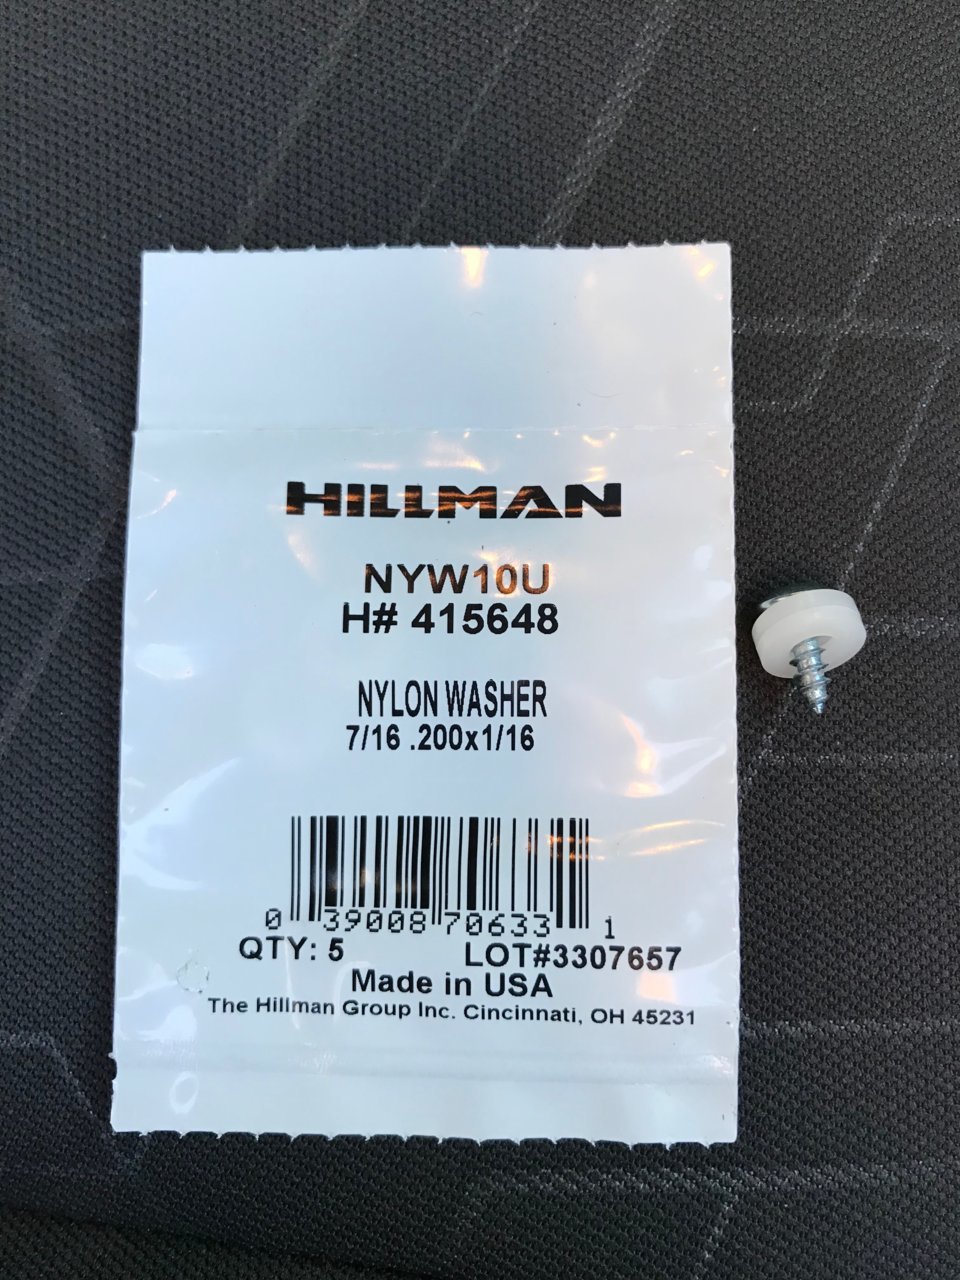 HILLMAN
NYW10U
H# 415648
NYLON WASHER
7/16 .200x1/16
0 39008 70633 1
QTY: 5 LOT#3307657
Made in USA
The Hillman Group Inc. Cincinnati, OH 45231